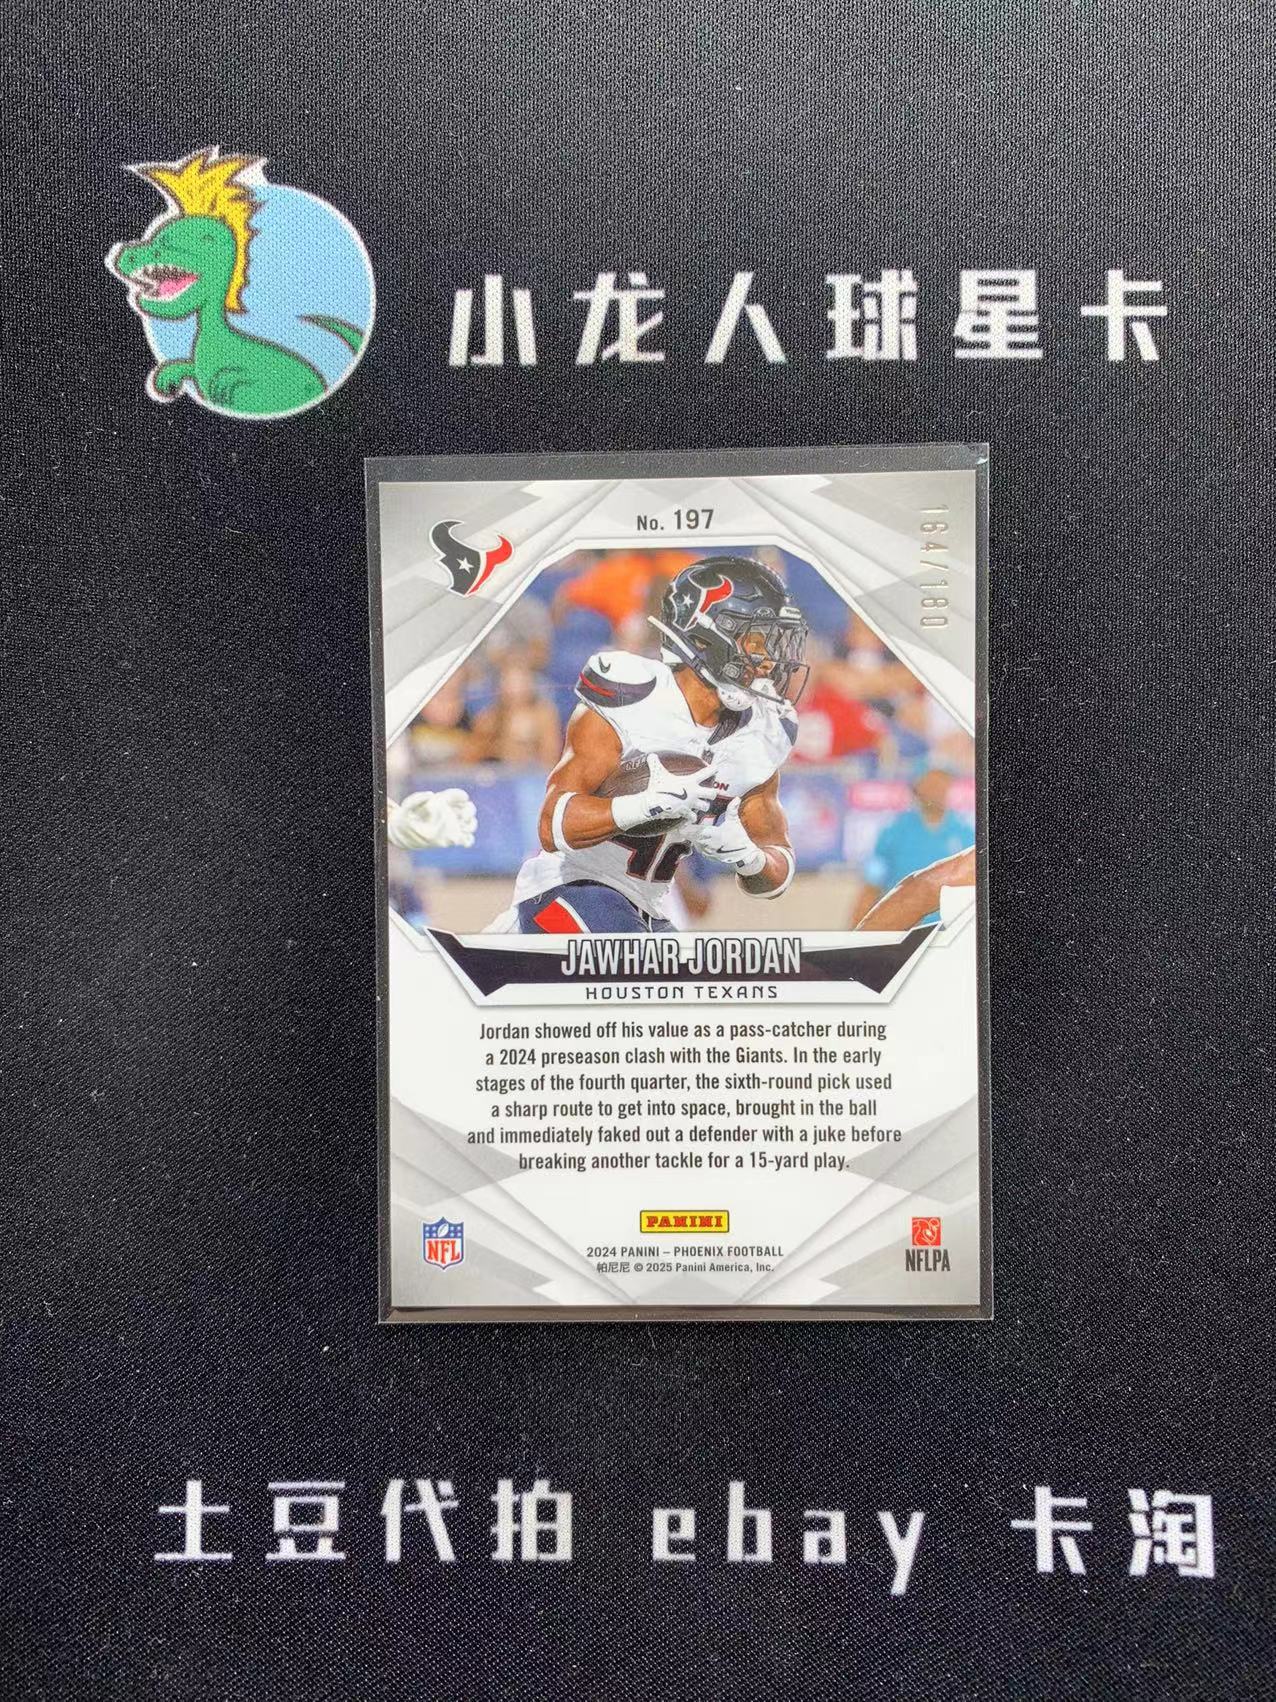 小龙人球星卡
No. 197
164/180
42
JAWHAR JORDAN
HOUSTON TEXANS
Jordan showed off his value as a pass-catcher during
a 2024 preseason clash with the Giants. In the early
stages of the fourth quarter, the sixth-round pick used
a sharp route to get into space, brought in the ball
and immediately faked out a defender with a juke before
breaking another tackle for a 15-yard play.
PANINI
2024 PANINI – PHOENIX FOOTBALL
帕尼尼 © 2025 Panini America, Inc.
NFL
NFLPA
土豆代拍 ebay 卡淘